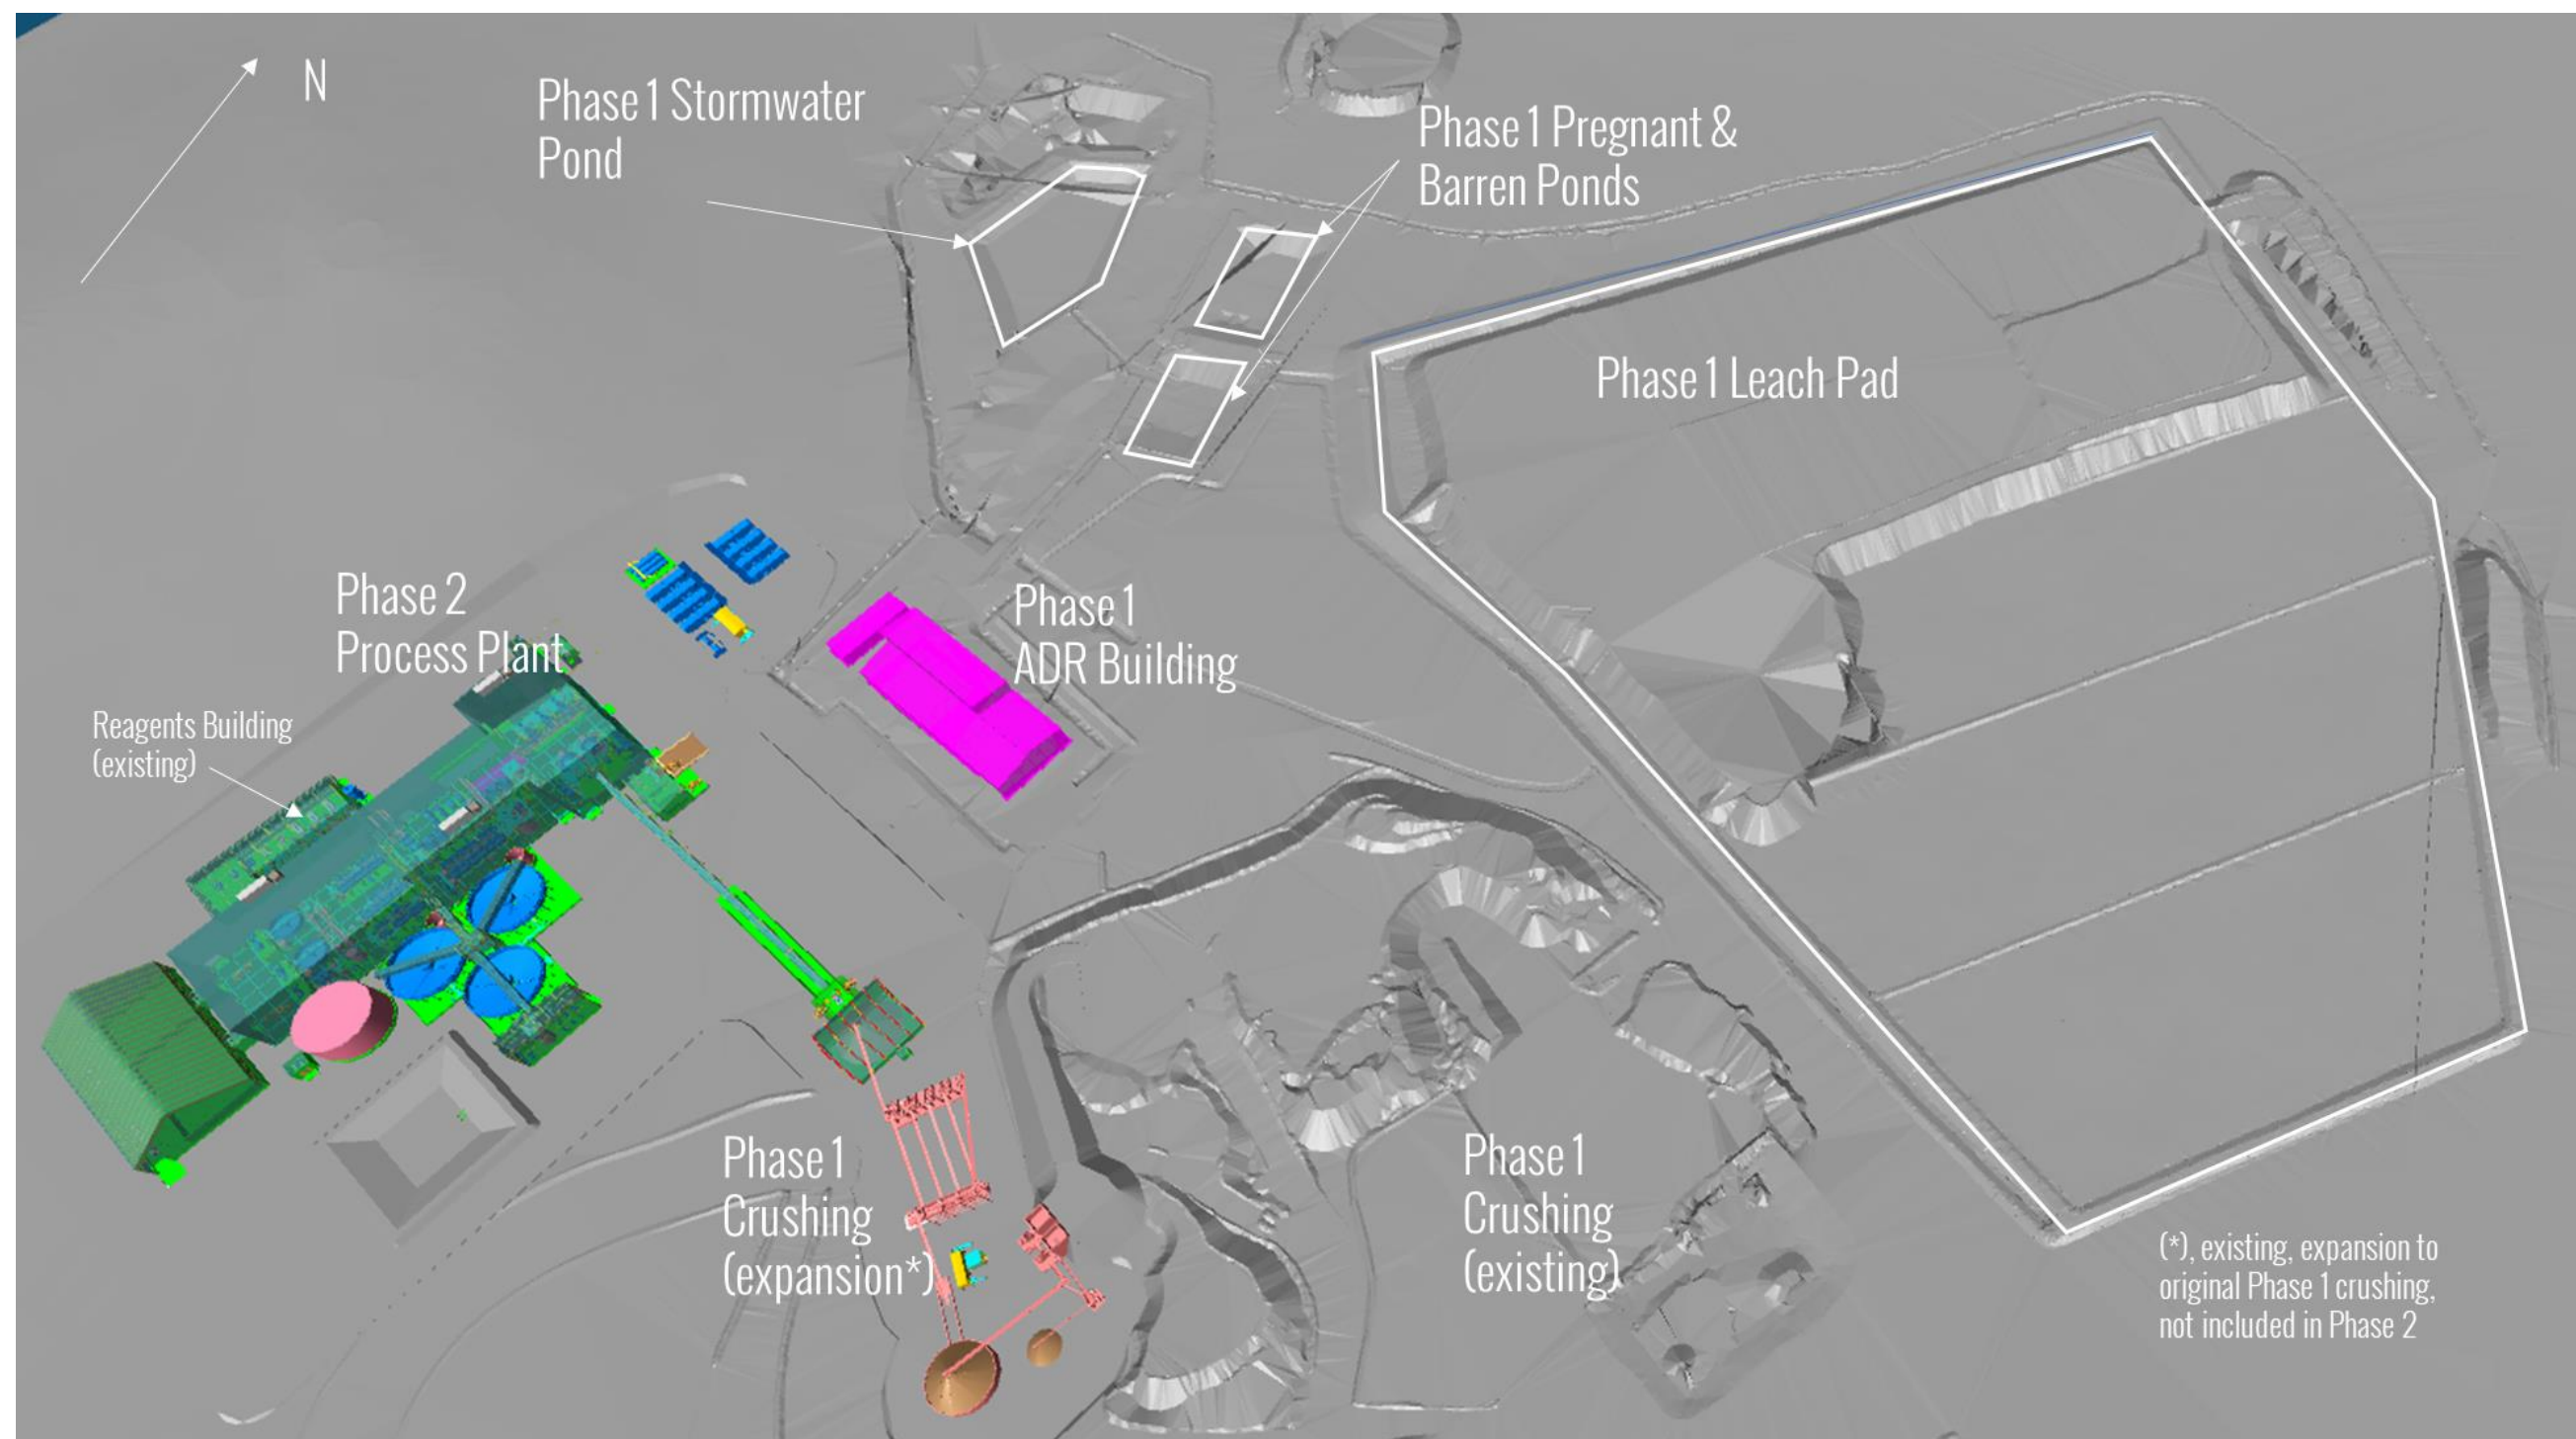 N
Phase 1 Stormwater
Pond
Phase 1 Pregnant &
Barren Ponds
Phase 1 Leach Pad
Phase 2
Process Plant
Phase 1
ADR Building
Reagents Building
(existing)
Phase 1
Crushing
(expansion*)
Phase 1
Crushing
(existing)
(*), existing, expansion to
original Phase 1 crushing,
not included in Phase 2